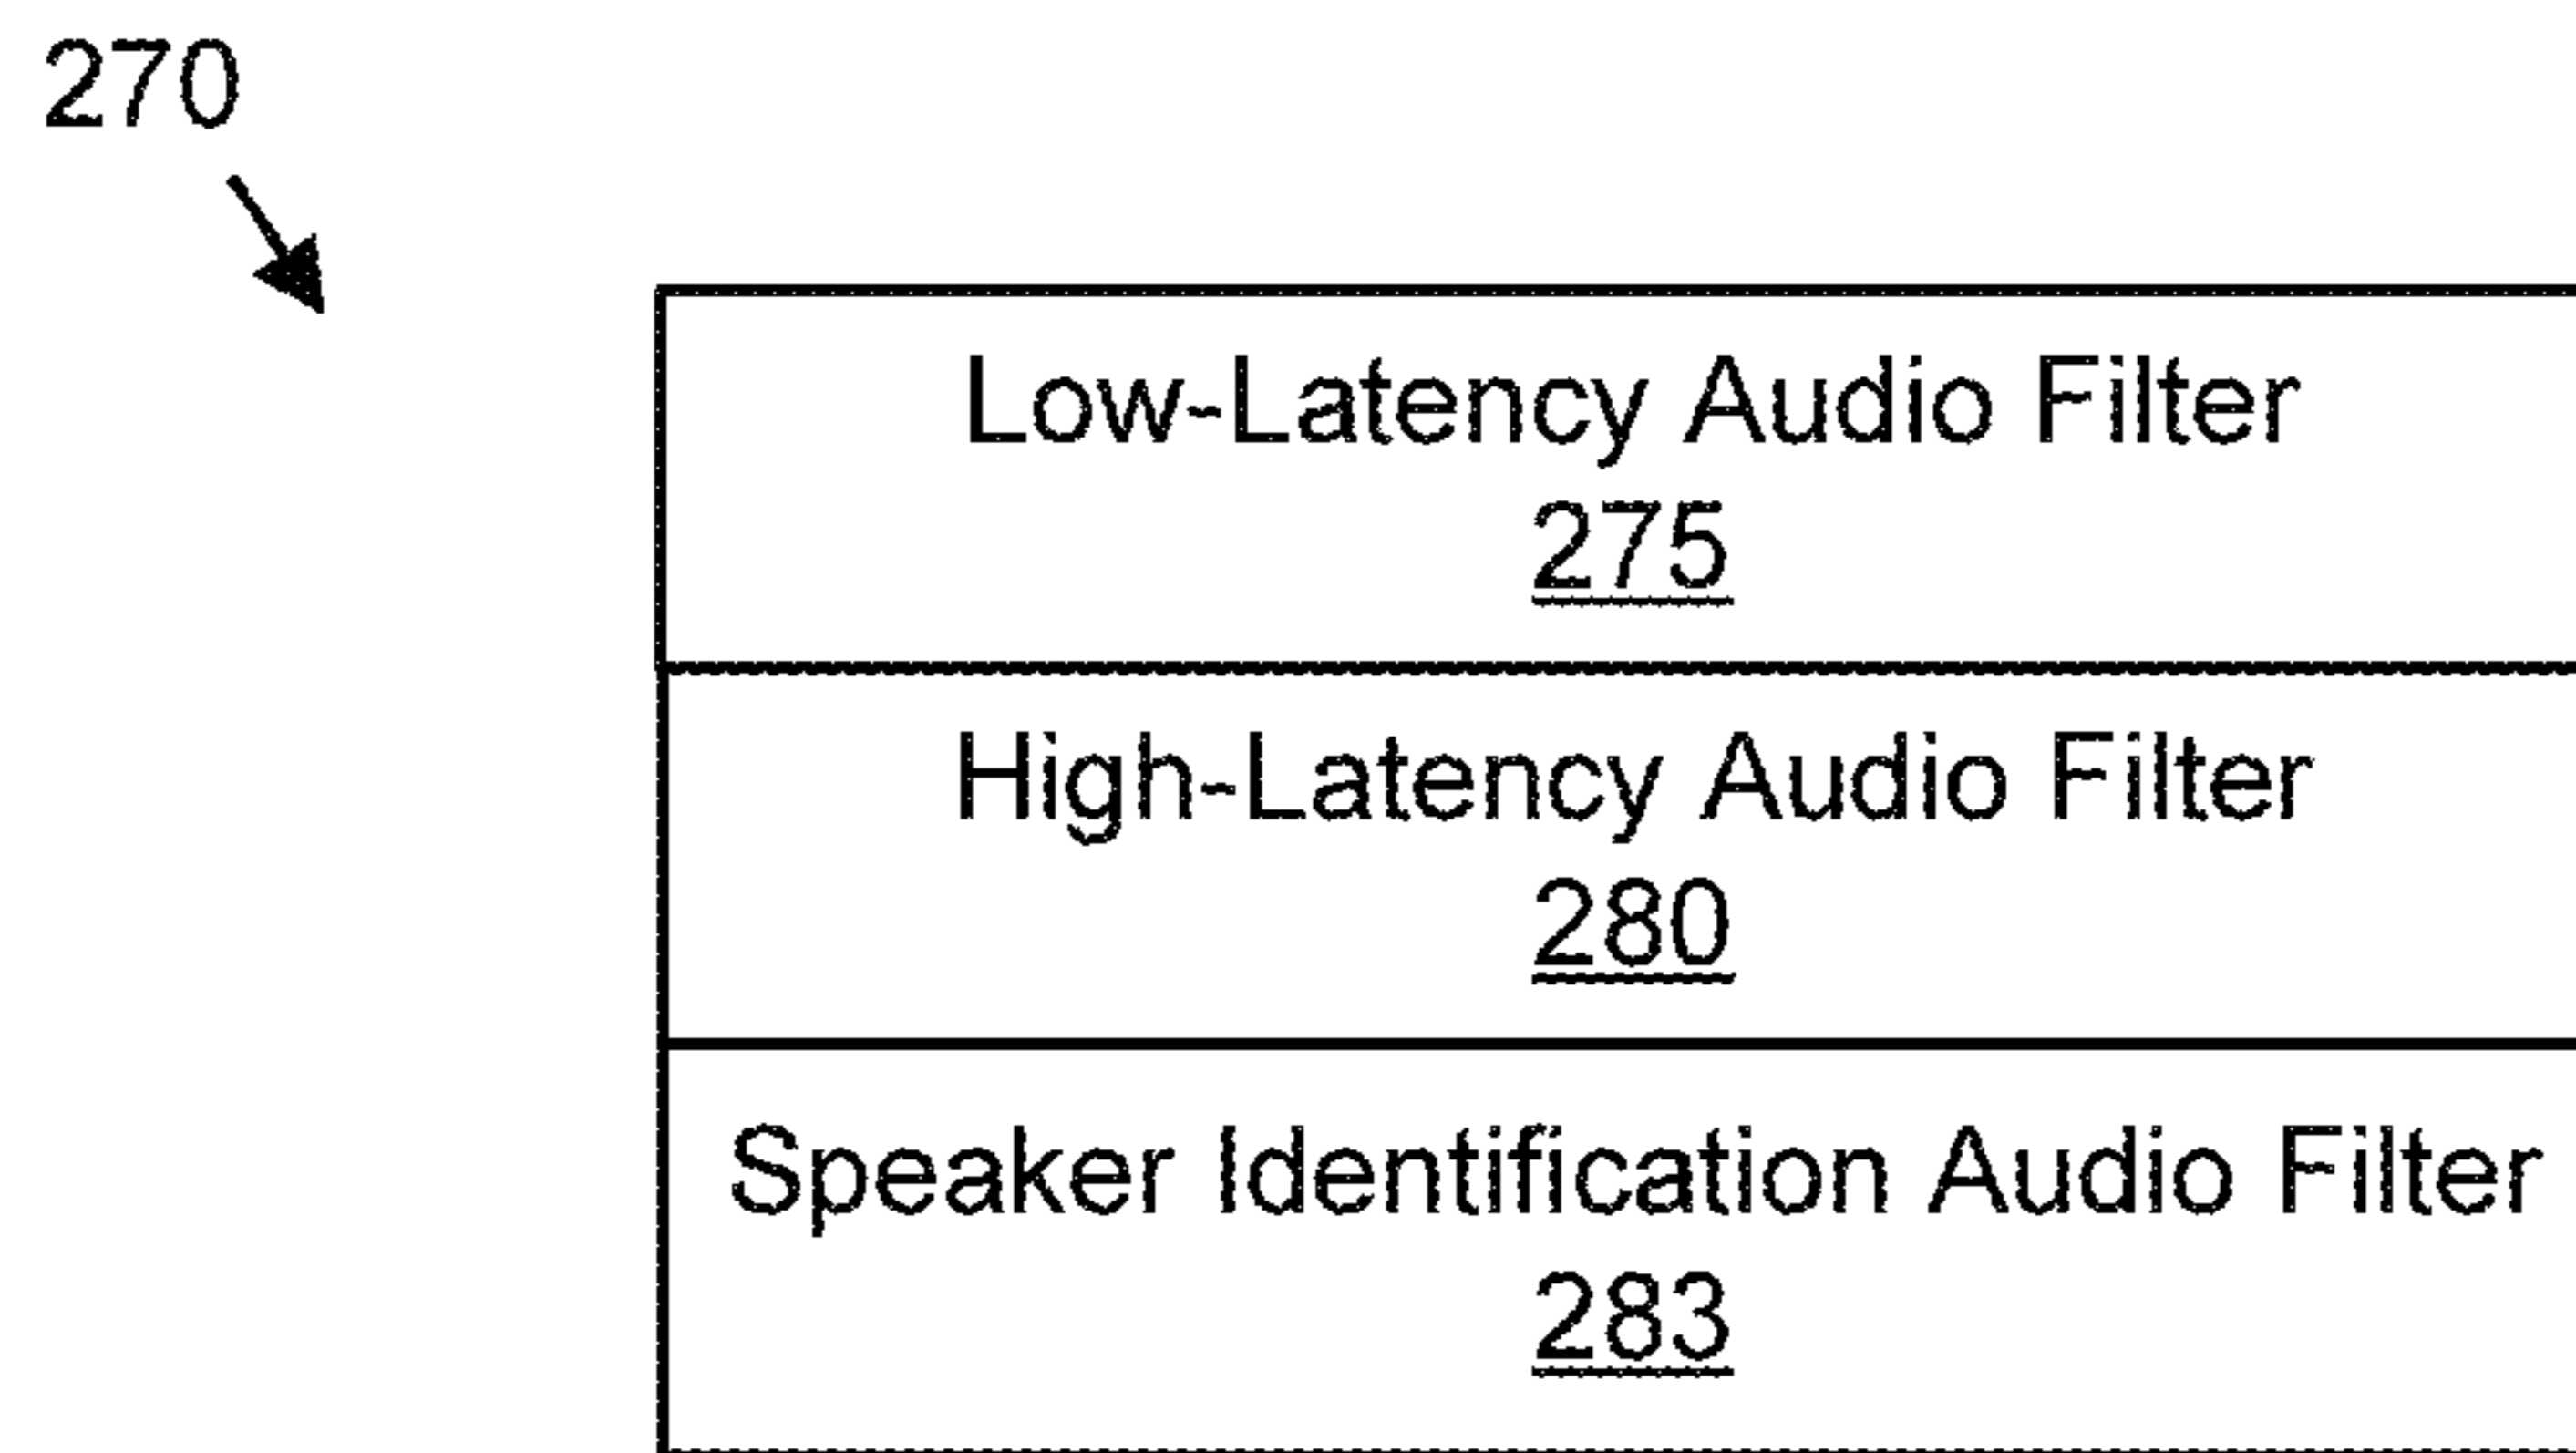 270
Low-Latency Audio Filter
275
High-Latency Audio Filter
280
Speaker Identification Audio Filter
283